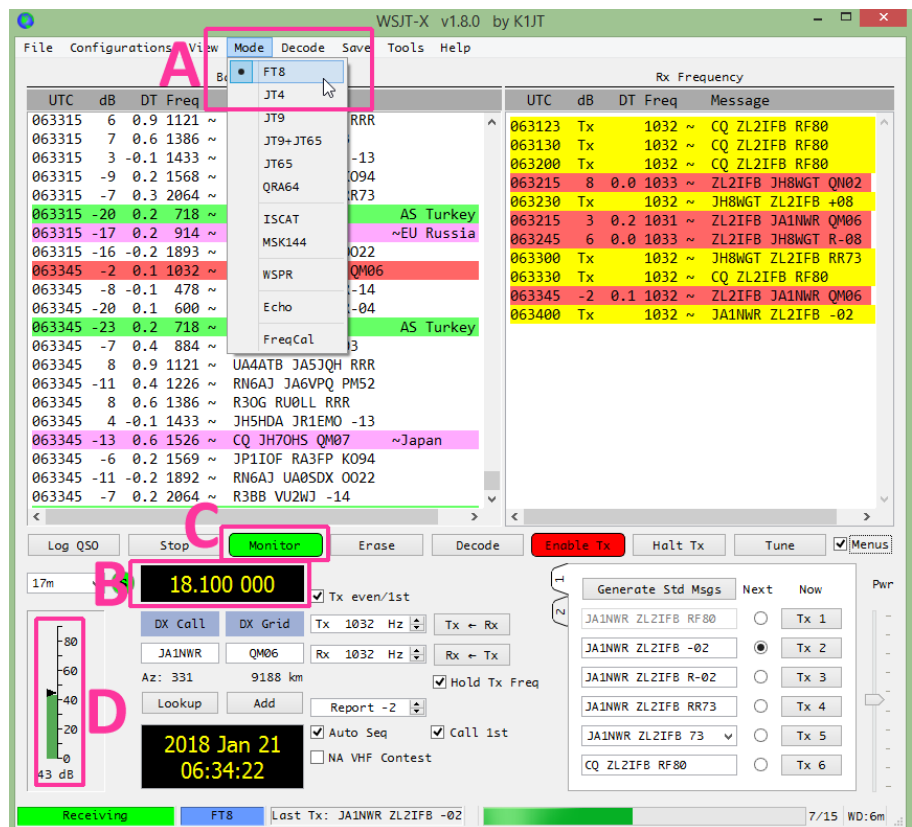 WSJT-X v1.8.0 by K1JT
File Configurations View Mode Decode Save Tools Help
A
FT8
JT4
JT9
JT9+JT65
JT65
QRA64
ISCAT
MSK144
WSPR
Echo
FreqCal
UTC dB DT Freq
063315 6 0.9 1121 ~ RRR
063315 7 0.6 1386 ~
063315 3 -0.1 1433 ~ -13
063315 -9 0.2 1568 ~ KO94
063315 -7 0.3 2064 ~ RR73
063315 -20 0.2 718 ~ AS Turkey
063315 -17 0.2 914 ~ ~EU Russia
063315 -16 -0.2 1893 ~ OO22
063345 -2 0.1 1032 ~ QM06
063345 -8 -0.1 478 ~ -14
063345 -20 0.1 600 ~ -04
063345 -23 0.2 718 ~ AS Turkey
063345 -7 0.4 884 ~
063345 8 0.9 1121 ~ UA4ATB JA5JQH RRR
063345 -11 0.4 1226 ~ RN6AJ JA6VPQ PM52
063345 8 0.6 1386 ~ R3OG RU0LL RRR
063345 4 -0.1 1433 ~ JH5HDA JR1EMO -13
063345 -13 0.6 1526 ~ CQ JH7OHS QM07 ~Japan
063345 -6 0.2 1569 ~ JP1IOF RA3FP KO94
063345 -11 -0.2 1892 ~ RN6AJ UA0SDX OO22
063345 -7 0.2 2064 ~ R3BB VU2WJ -14
Rx Frequency
UTC dB DT Freq Message
063123 Tx 1032 ~ CQ ZL2IFB RF80
063130 Tx 1032 ~ CQ ZL2IFB RF80
063200 Tx 1032 ~ CQ ZL2IFB RF80
063215 8 0.0 1033 ~ ZL2IFB JH8WGT QN02
063230 Tx 1032 ~ JH8WGT ZL2IFB +08
063215 3 0.2 1031 ~ ZL2IFB JA1NWR QM06
063245 6 0.0 1033 ~ ZL2IFB JH8WGT R-08
063300 Tx 1032 ~ JH8WGT ZL2IFB RR73
063330 Tx 1032 ~ CQ ZL2IFB RF80
063345 -2 0.1 1032 ~ ZL2IFB JA1NWR QM06
063400 Tx 1032 ~ JA1NWR ZL2IFB -02
C
Log QSO Stop Monitor Erase Decode Enable Tx Halt Tx Tune Menus
17m B 18.100 000
Tx even/1st
DX Call DX Grid Tx 1032 Hz Tx ← Rx
JA1NWR QM06 Rx 1032 Hz Rx ← Tx
Az: 331 9188 km Hold Tx Freq
Lookup Add Report -2
Auto Seq Call 1st
NA VHF Contest
2018 Jan 21
06:34:22
80
60
40
20
0
43 dB
D
1
2
Generate Std Msgs Next Now Pwr
JA1NWR ZL2IFB RF80 Tx 1
JA1NWR ZL2IFB -02 Tx 2
JA1NWR ZL2IFB R-02 Tx 3
JA1NWR ZL2IFB RR73 Tx 4
JA1NWR ZL2IFB 73 Tx 5
CQ ZL2IFB RF80 Tx 6
Receiving FT8 Last Tx: JA1NWR ZL2IFB -02 7/15 WD:6m